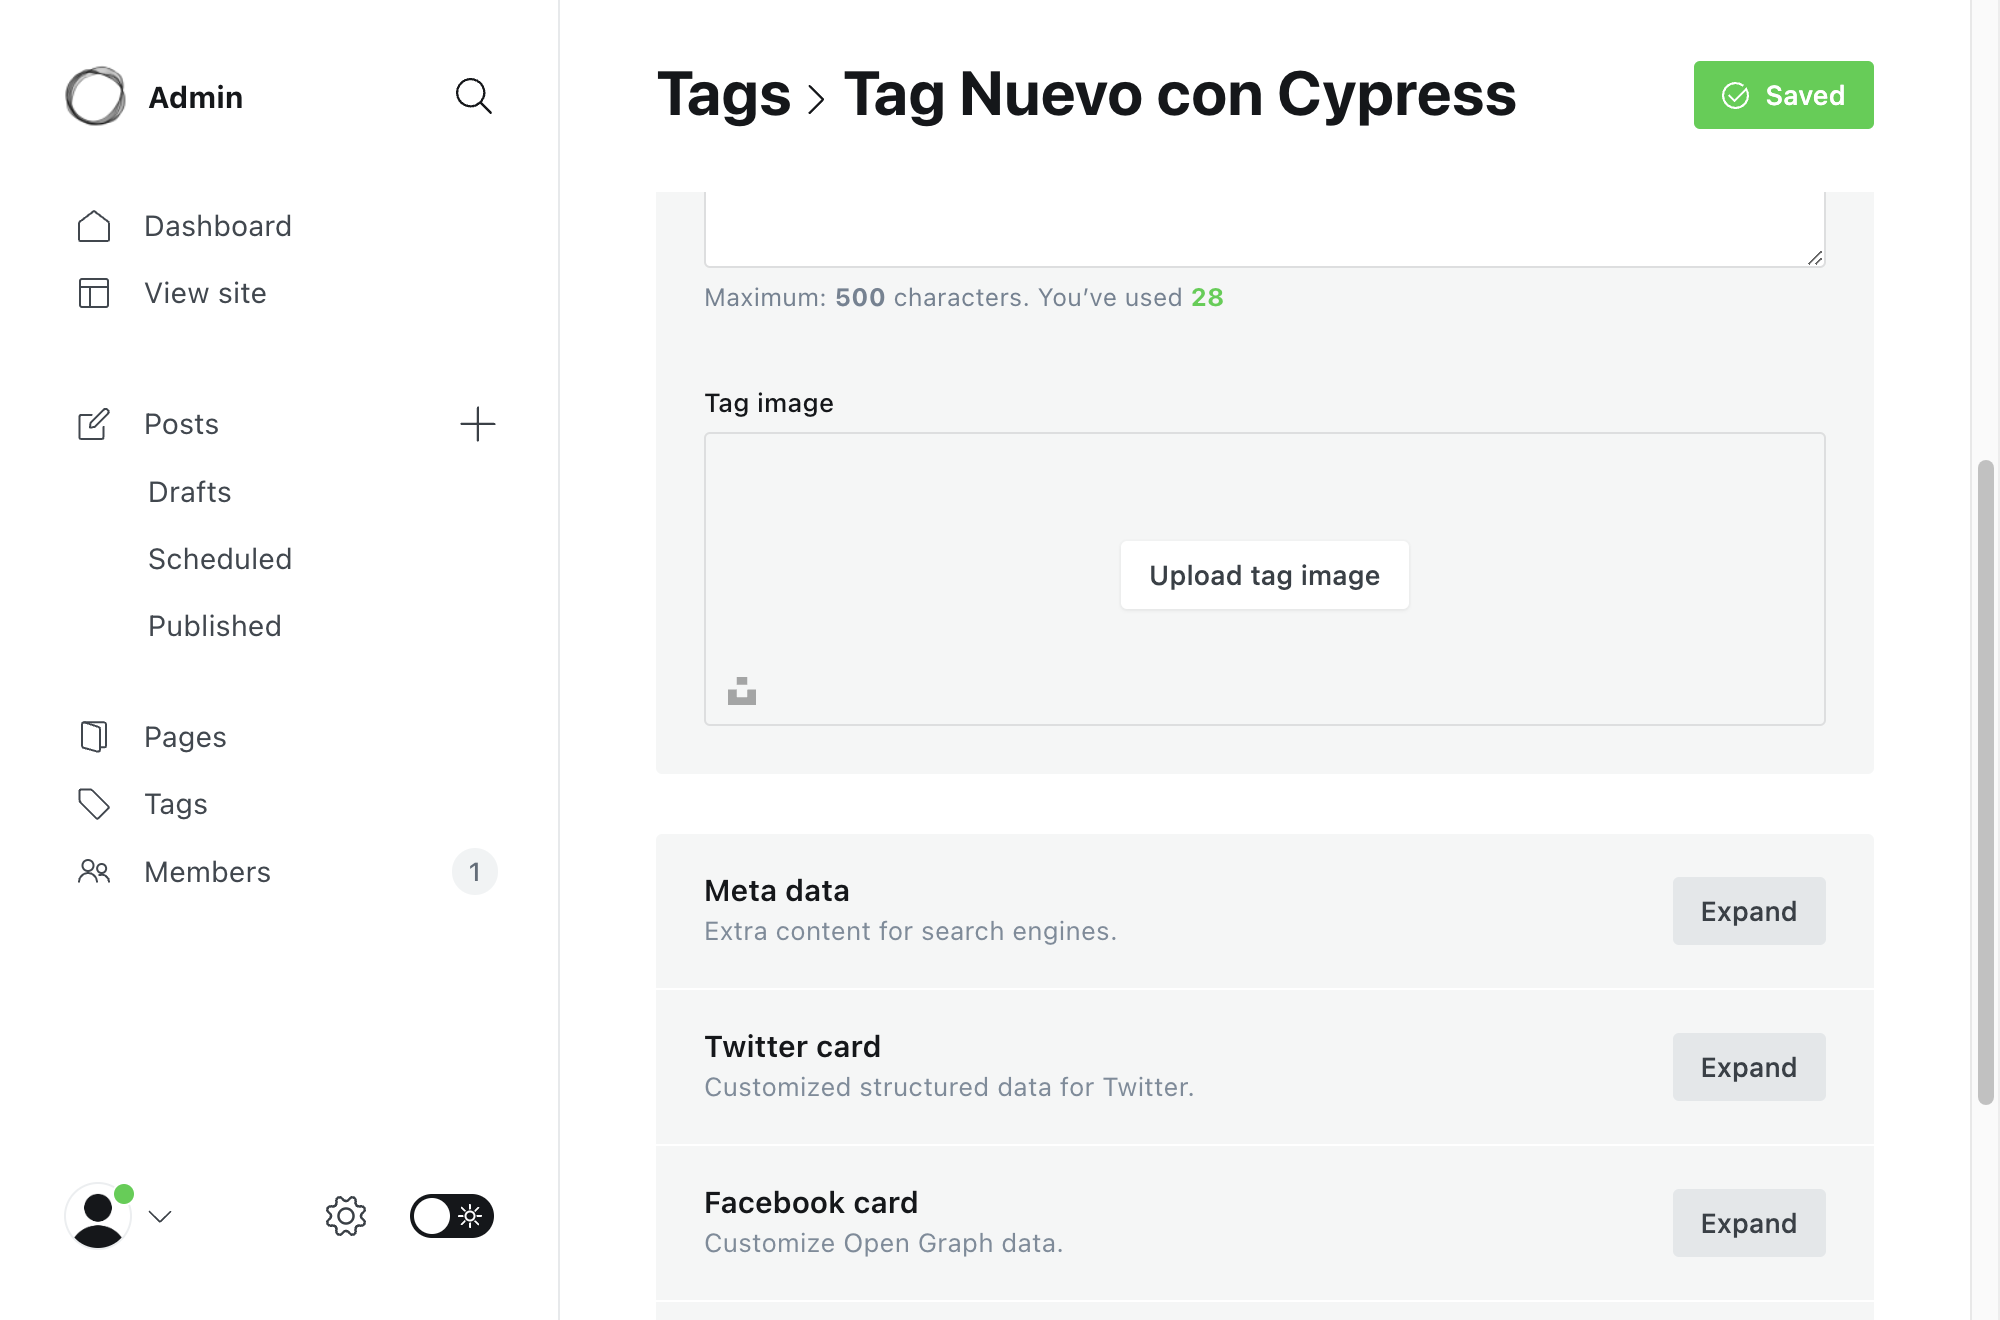 Admin
Dashboard
View site
Posts
Drafts
Scheduled
Published
Pages
Tags
Members 1
Tags > Tag Nuevo con Cypress
Saved
Maximum: 500 characters. You’ve used 28
Tag image
Upload tag image
Meta data
Extra content for search engines.
Expand
Twitter card
Customized structured data for Twitter.
Expand
Facebook card
Customize Open Graph data.
Expand